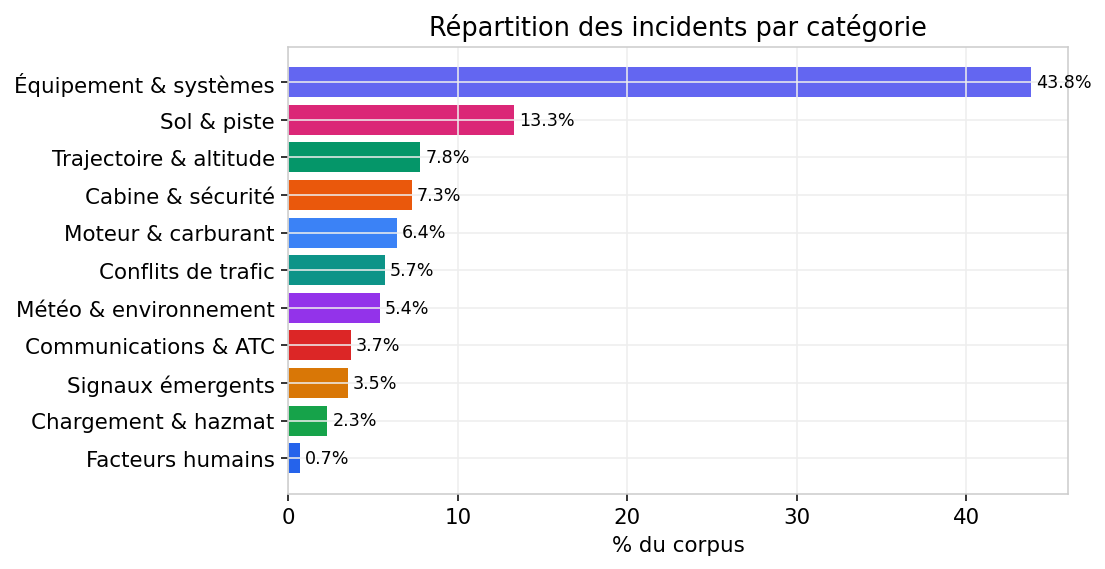 Répartition des incidents par catégorie
Équipement & systèmes 43.8%
Sol & piste 13.3%
Trajectoire & altitude 7.8%
Cabine & sécurité 7.3%
Moteur & carburant 6.4%
Conflits de trafic 5.7%
Météo & environnement 5.4%
Communications & ATC 3.7%
Signaux émergents 3.5%
Chargement & hazmat 2.3%
Facteurs humains 0.7%
0 10 20 30 40
% du corpus